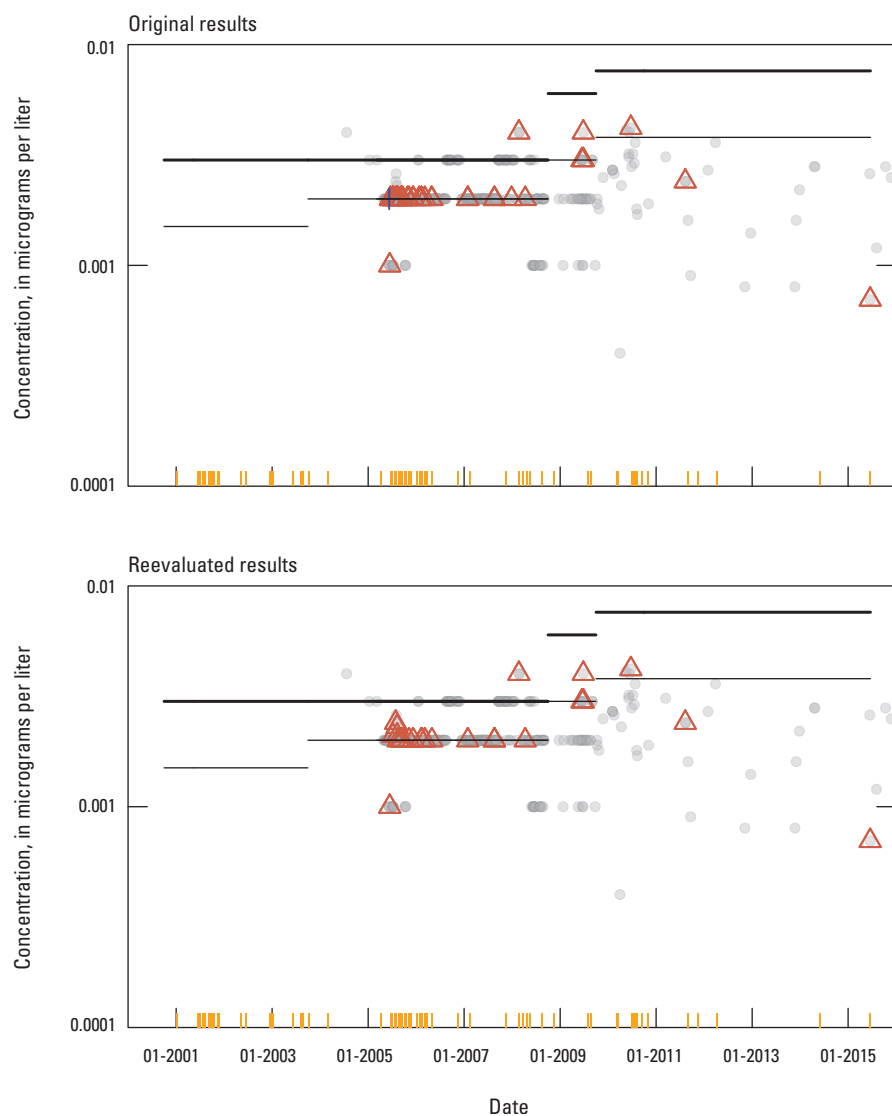 Original results
0.01
0.001
0.0001
Concentration, in micrograms per liter
Reevaluated results
0.01
0.001
0.0001
Concentration, in micrograms per liter
01-2001 01-2003 01-2005 01-2007 01-2009 01-2011 01-2013 01-2015
Date